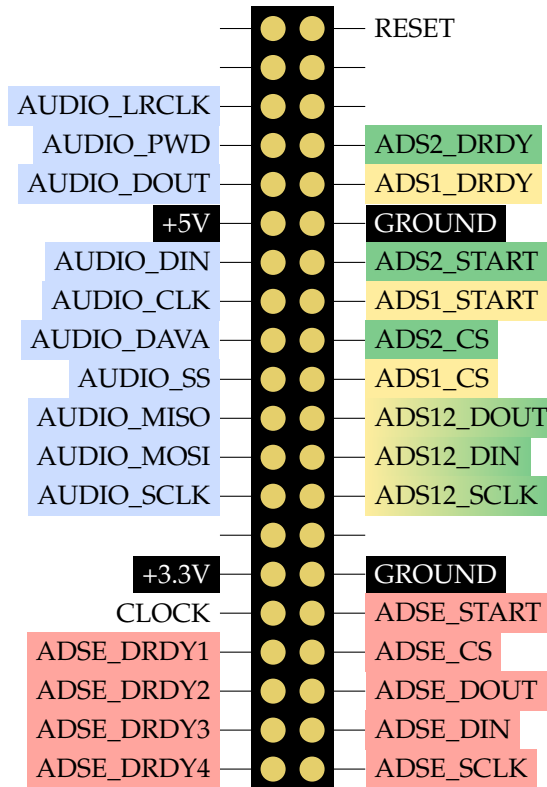 RESET
AUDIO_LRCLK
AUDIO_PWD ADS2_DRDY
AUDIO_DOUT ADS1_DRDY
+5V GROUND
AUDIO_DIN ADS2_START
AUDIO_CLK ADS1_START
AUDIO_DAVA ADS2_CS
AUDIO_SS ADS1_CS
AUDIO_MISO ADS12_DOUT
AUDIO_MOSI ADS12_DIN
AUDIO_SCLK ADS12_SCLK
+3.3V GROUND
CLOCK ADSE_START
ADSE_DRDY1 ADSE_CS
ADSE_DRDY2 ADSE_DOUT
ADSE_DRDY3 ADSE_DIN
ADSE_DRDY4 ADSE_SCLK